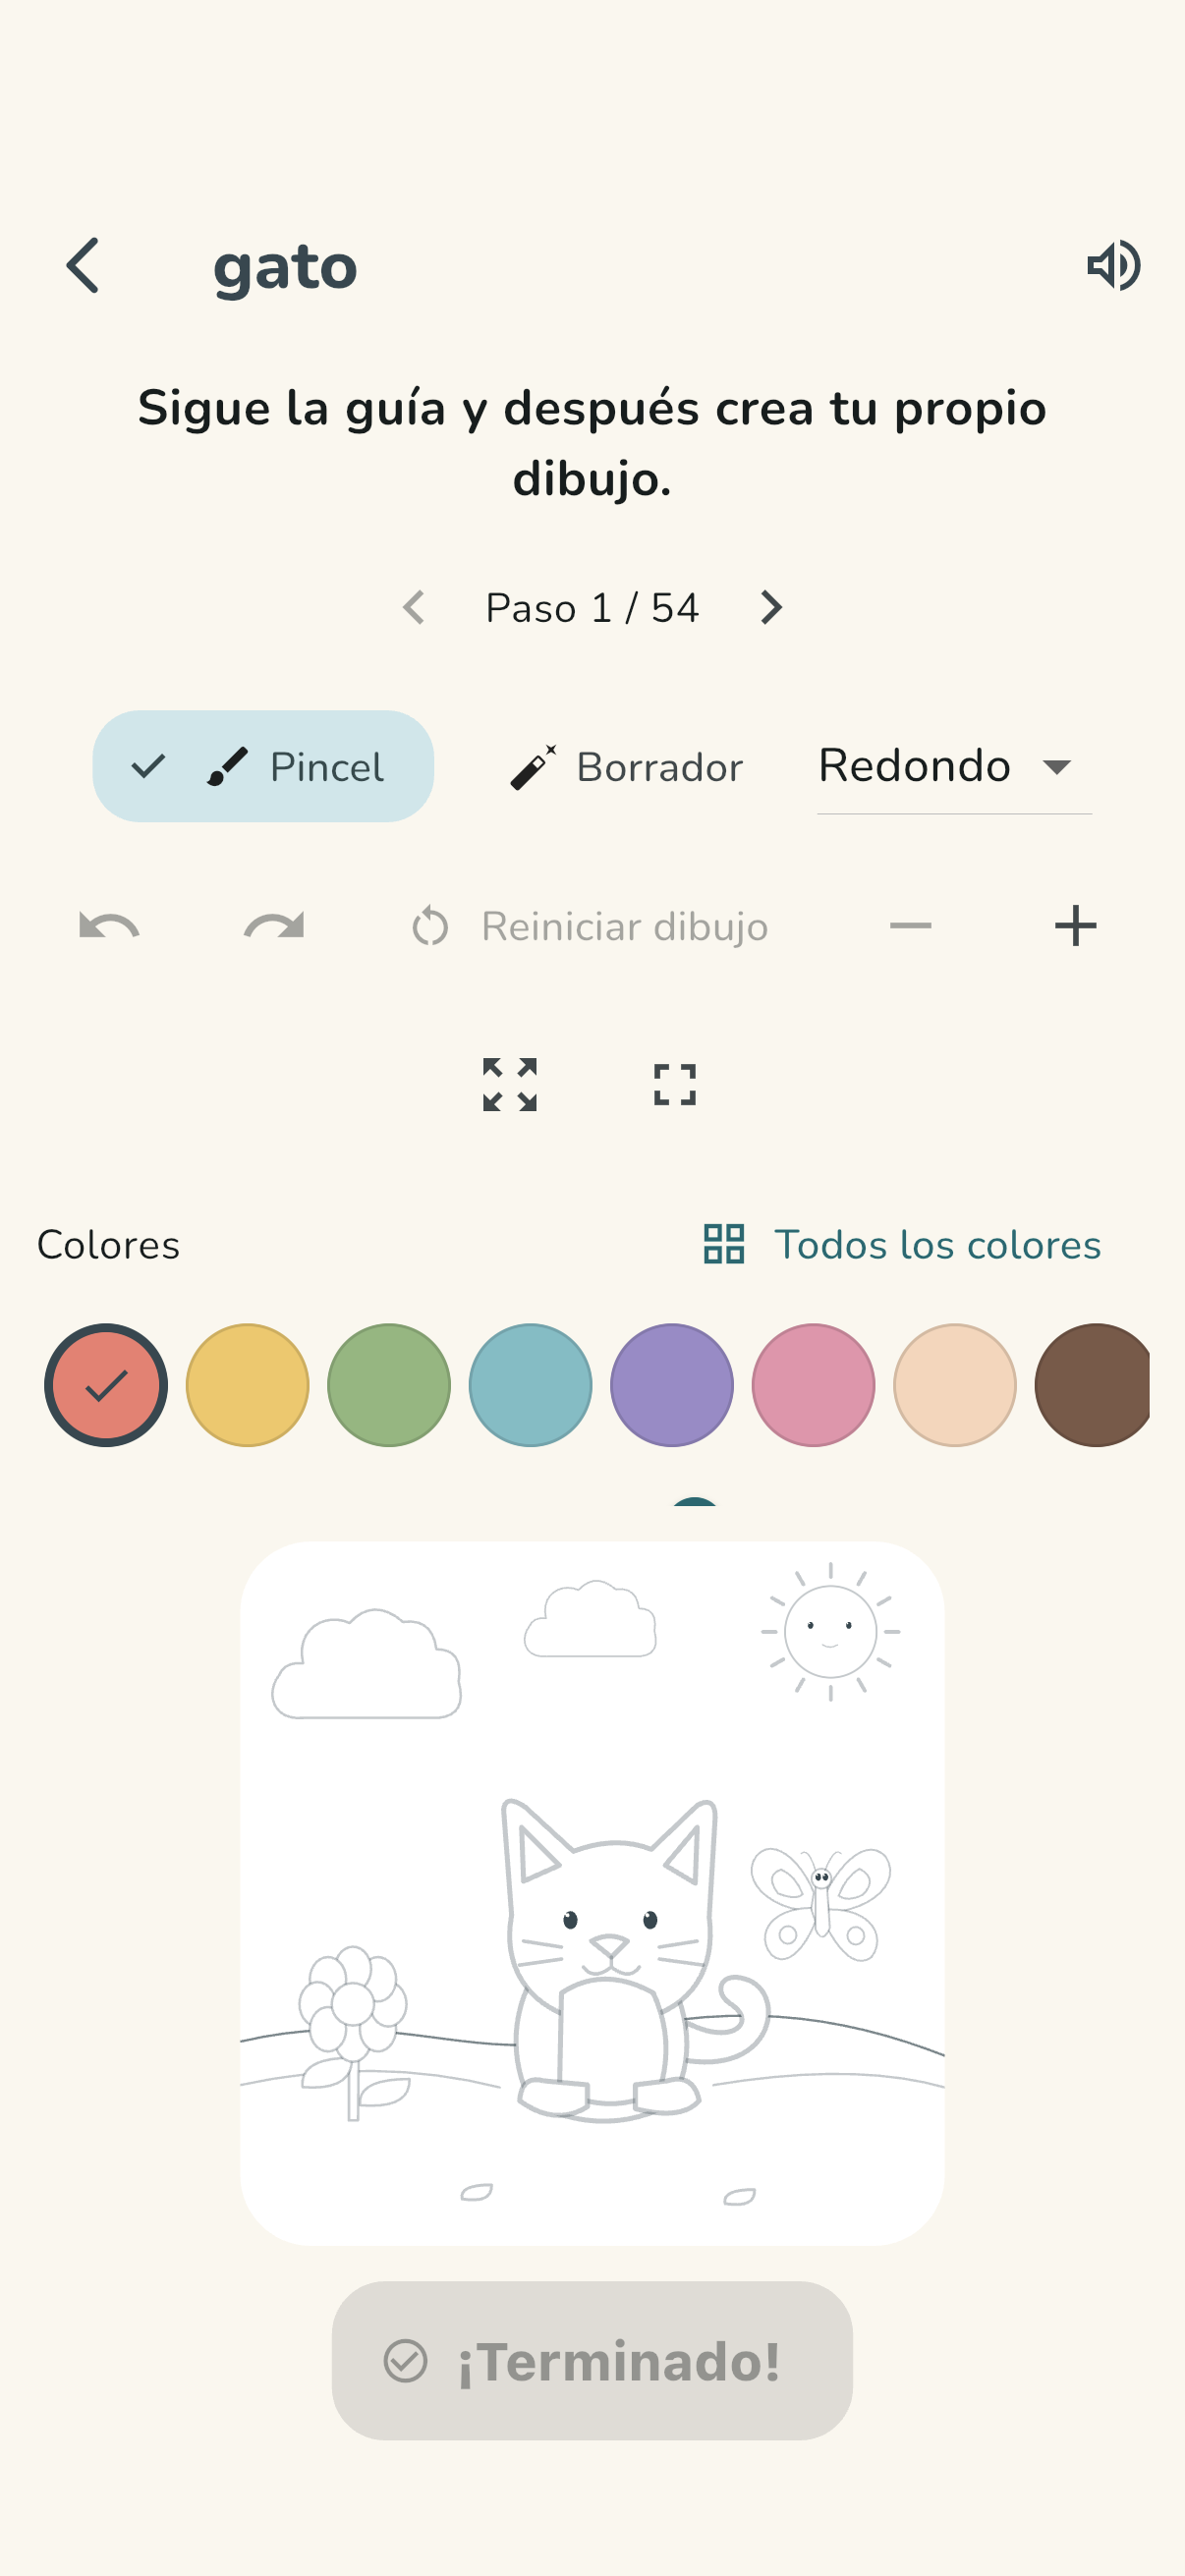 gato
Sigue la guía y después crea tu propio
dibujo.
Paso 1 / 54
Pincel
Borrador
Redondo
Reiniciar dibujo
Colores
Todos los colores
¡Terminado!